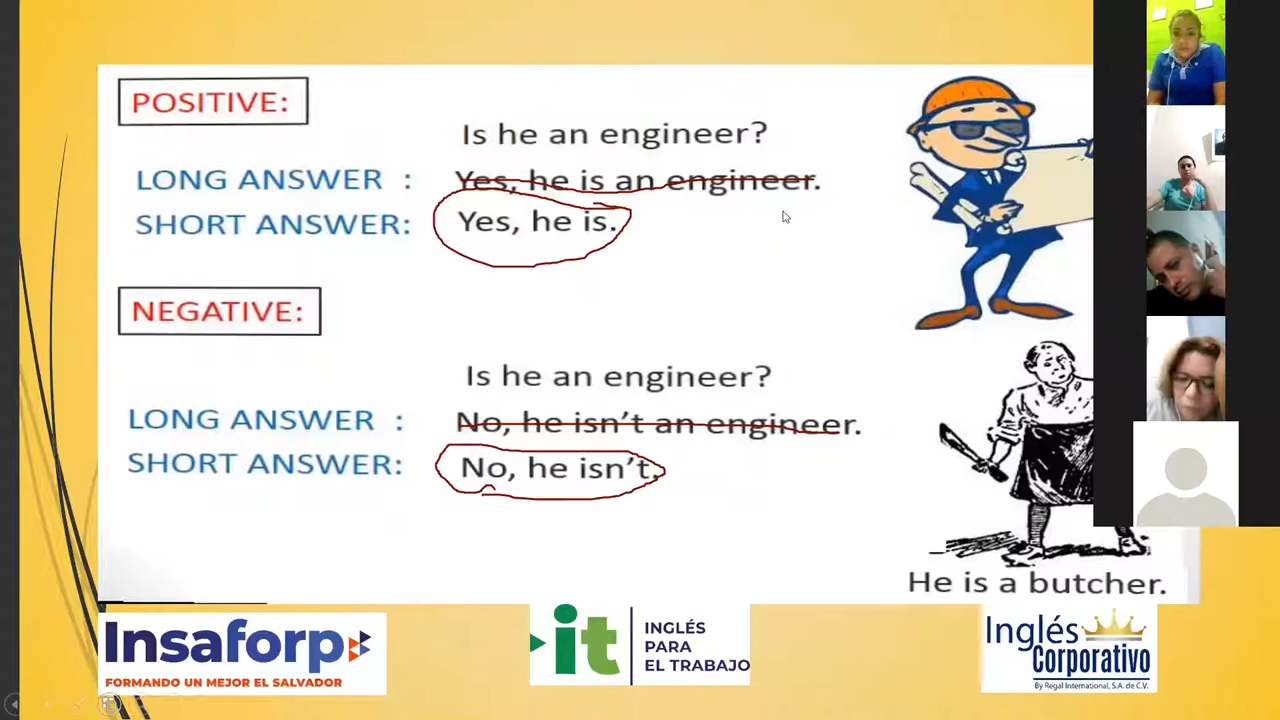 POSITIVE:
Is he an engineer?
LONG ANSWER : Yes, he is an engineer.
SHORT ANSWER: Yes, he is.
NEGATIVE:
Is he an engineer?
LONG ANSWER : No, he isn't an engineer.
SHORT ANSWER: No, he isn't.
He is a butcher.
Insaforp
FORMANDO UN MEJOR EL SALVADOR
it
INGLÉS
PARA
EL TRABAJO
Inglés
Corporativo
By Regal International, S.A. de C.V.